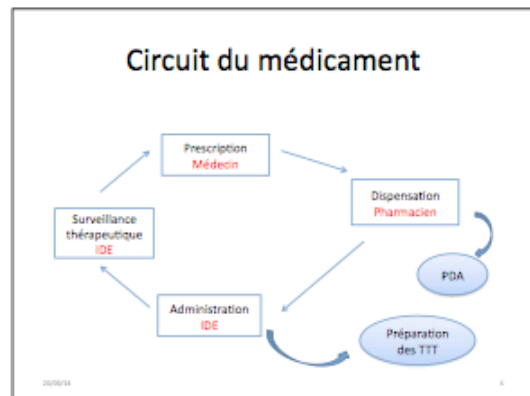 Circuit du médicament
Prescription
Médecin
Dispensation
Pharmacien
Surveillance
thérapeutique
IDE
PDA
Administration
IDE
Préparation
des TTT